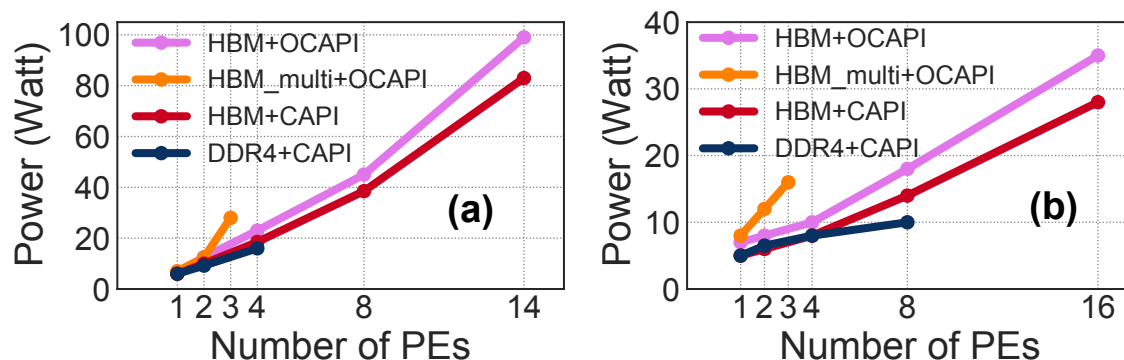 100
80
60
40
20
0
Power (Watt)
HBM+OCAPI
HBM_multi+OCAPI
HBM+CAPI
DDR4+CAPI
(a)
1 2 3 4 8 14
Number of PEs
40
30
20
10
0
Power (Watt)
HBM+OCAPI
HBM_multi+OCAPI
HBM+CAPI
DDR4+CAPI
(b)
1 2 3 4 8 16
Number of PEs